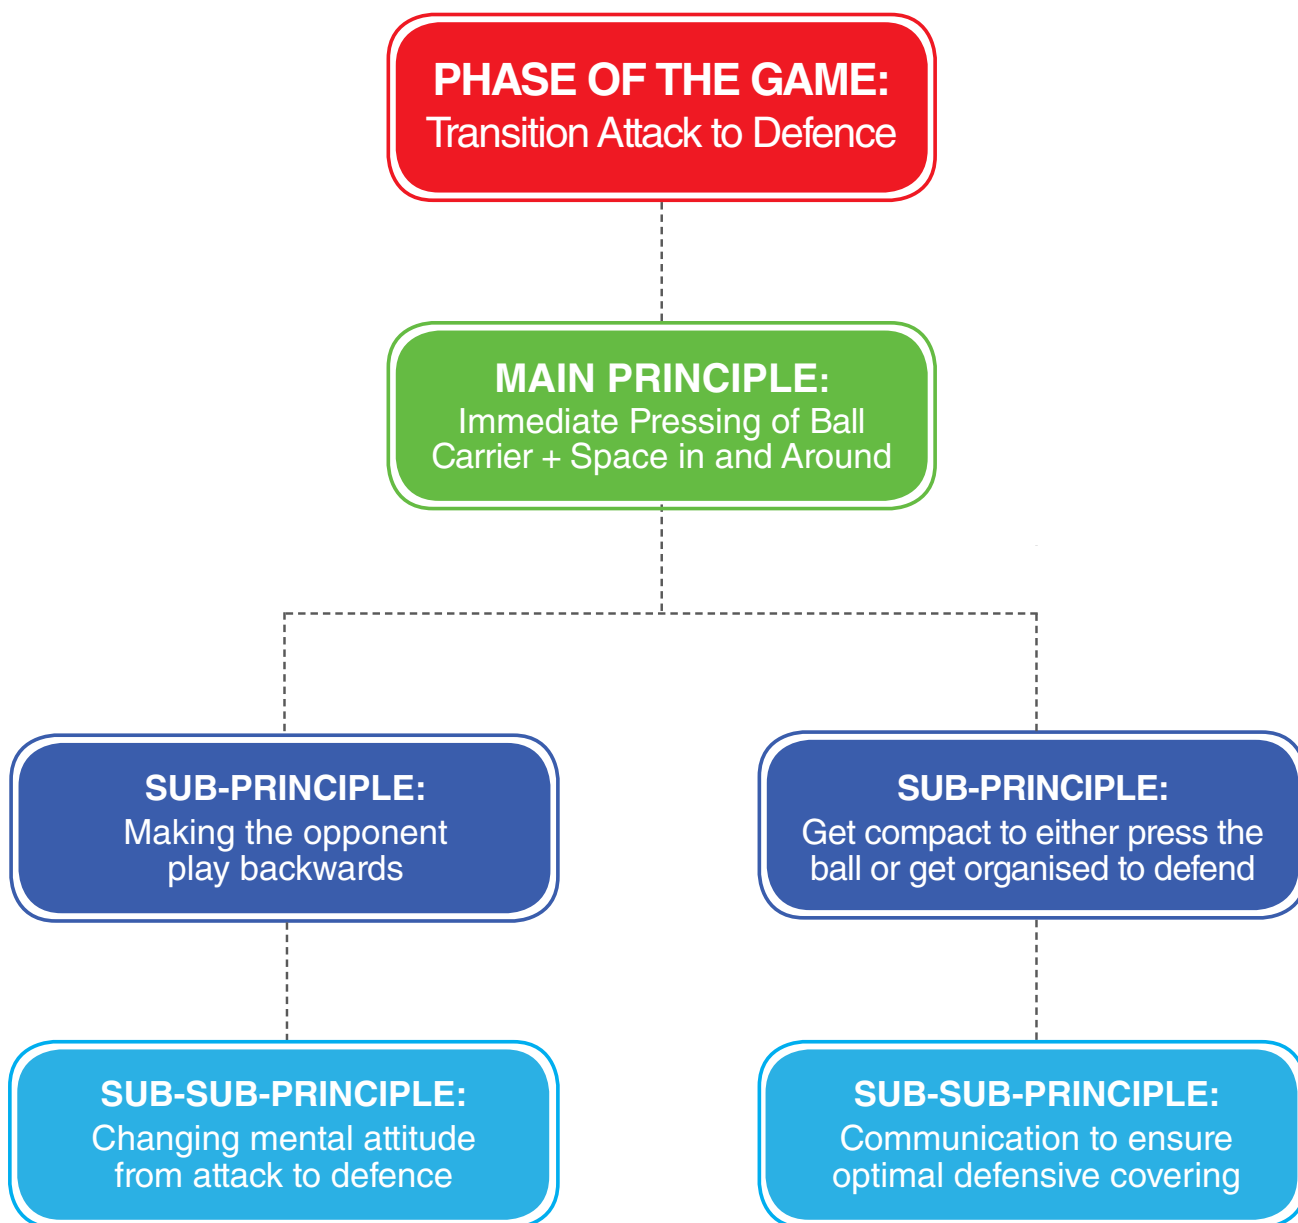 PHASE OF THE GAME:
Transition Attack to Defence
MAIN PRINCIPLE:
Immediate Pressing of Ball
Carrier + Space in and Around
SUB-PRINCIPLE:
Making the opponent
play backwards
SUB-PRINCIPLE:
Get compact to either press the
ball or get organised to defend
SUB-SUB-PRINCIPLE:
Changing mental attitude
from attack to defence
SUB-SUB-PRINCIPLE:
Communication to ensure
optimal defensive covering